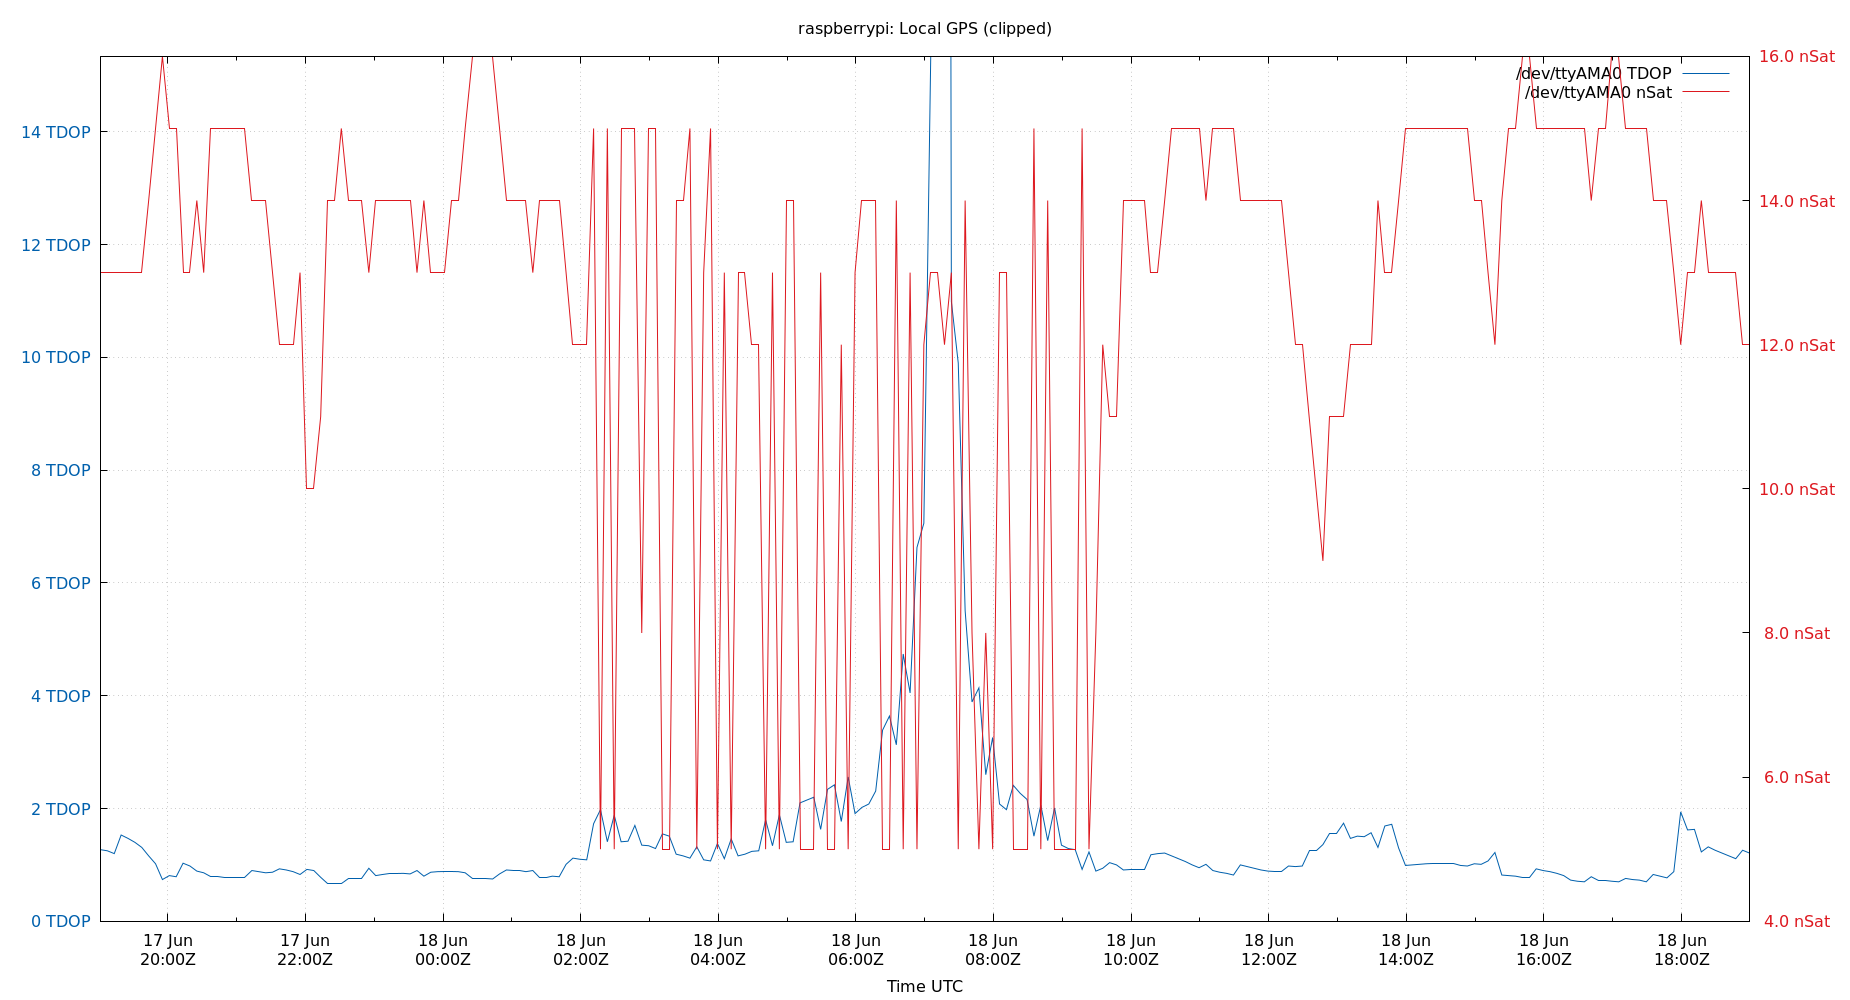 raspberrypi: Local GPS (clipped)
16.0 nSat
/dev/ttyAMA0 TDOP
/dev/ttyAMA0 nSat
14 TDOP
14.0 nSat
12 TDOP
12.0 nSat
10 TDOP
10.0 nSat
8 TDOP
8.0 nSat
6 TDOP
6.0 nSat
4 TDOP
2 TDOP
0 TDOP
4.0 nSat
17 Jun
20:00Z
17 Jun
22:00Z
18 Jun
00:00Z
18 Jun
02:00Z
18 Jun
04:00Z
18 Jun
06:00Z
18 Jun
08:00Z
18 Jun
10:00Z
18 Jun
12:00Z
18 Jun
14:00Z
18 Jun
16:00Z
18 Jun
18:00Z
Time UTC